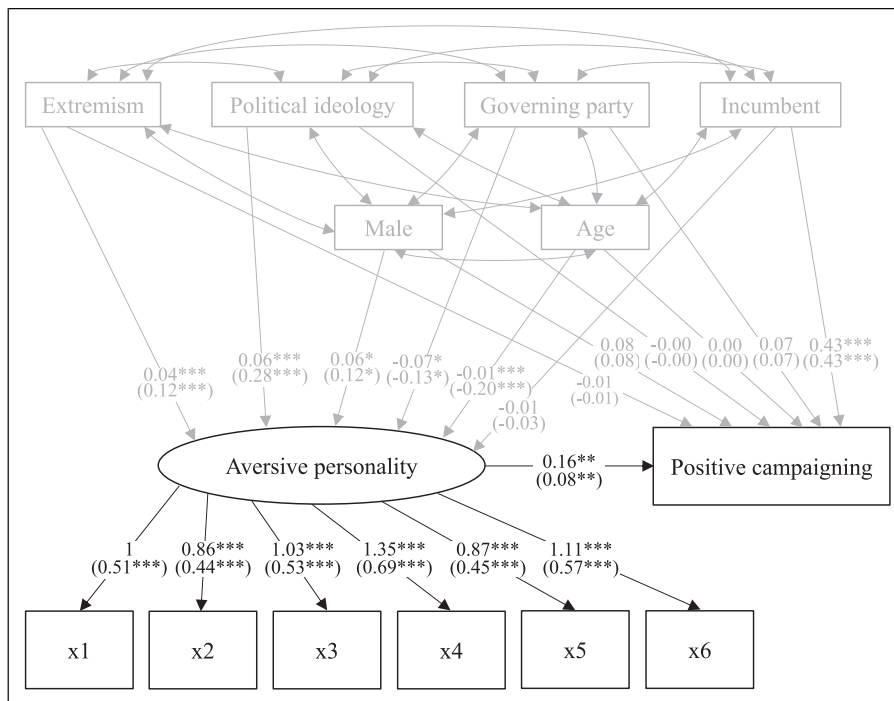 Extremism
Political ideology
Governing party
Incumbent
Male
Age
0.04***
(0.12***)
0.06***
(0.28***)
0.06*
(0.12*)
-0.07*
(-0.13*)
-0.01***
(-0.20***)
-0.01
(-0.03)
-0.01
(-0.01)
0.08
(0.08)
-0.00
(-0.00)
0.00
(0.00)
0.07
(0.07)
0.43***
(0.43***)
Aversive personality
0.16**
(0.08**)
Positive campaigning
1
(0.51***)
0.86***
(0.44***)
1.03***
(0.53***)
1.35***
(0.69***)
0.87***
(0.45***)
1.11***
(0.57***)
x1
x2
x3
x4
x5
x6